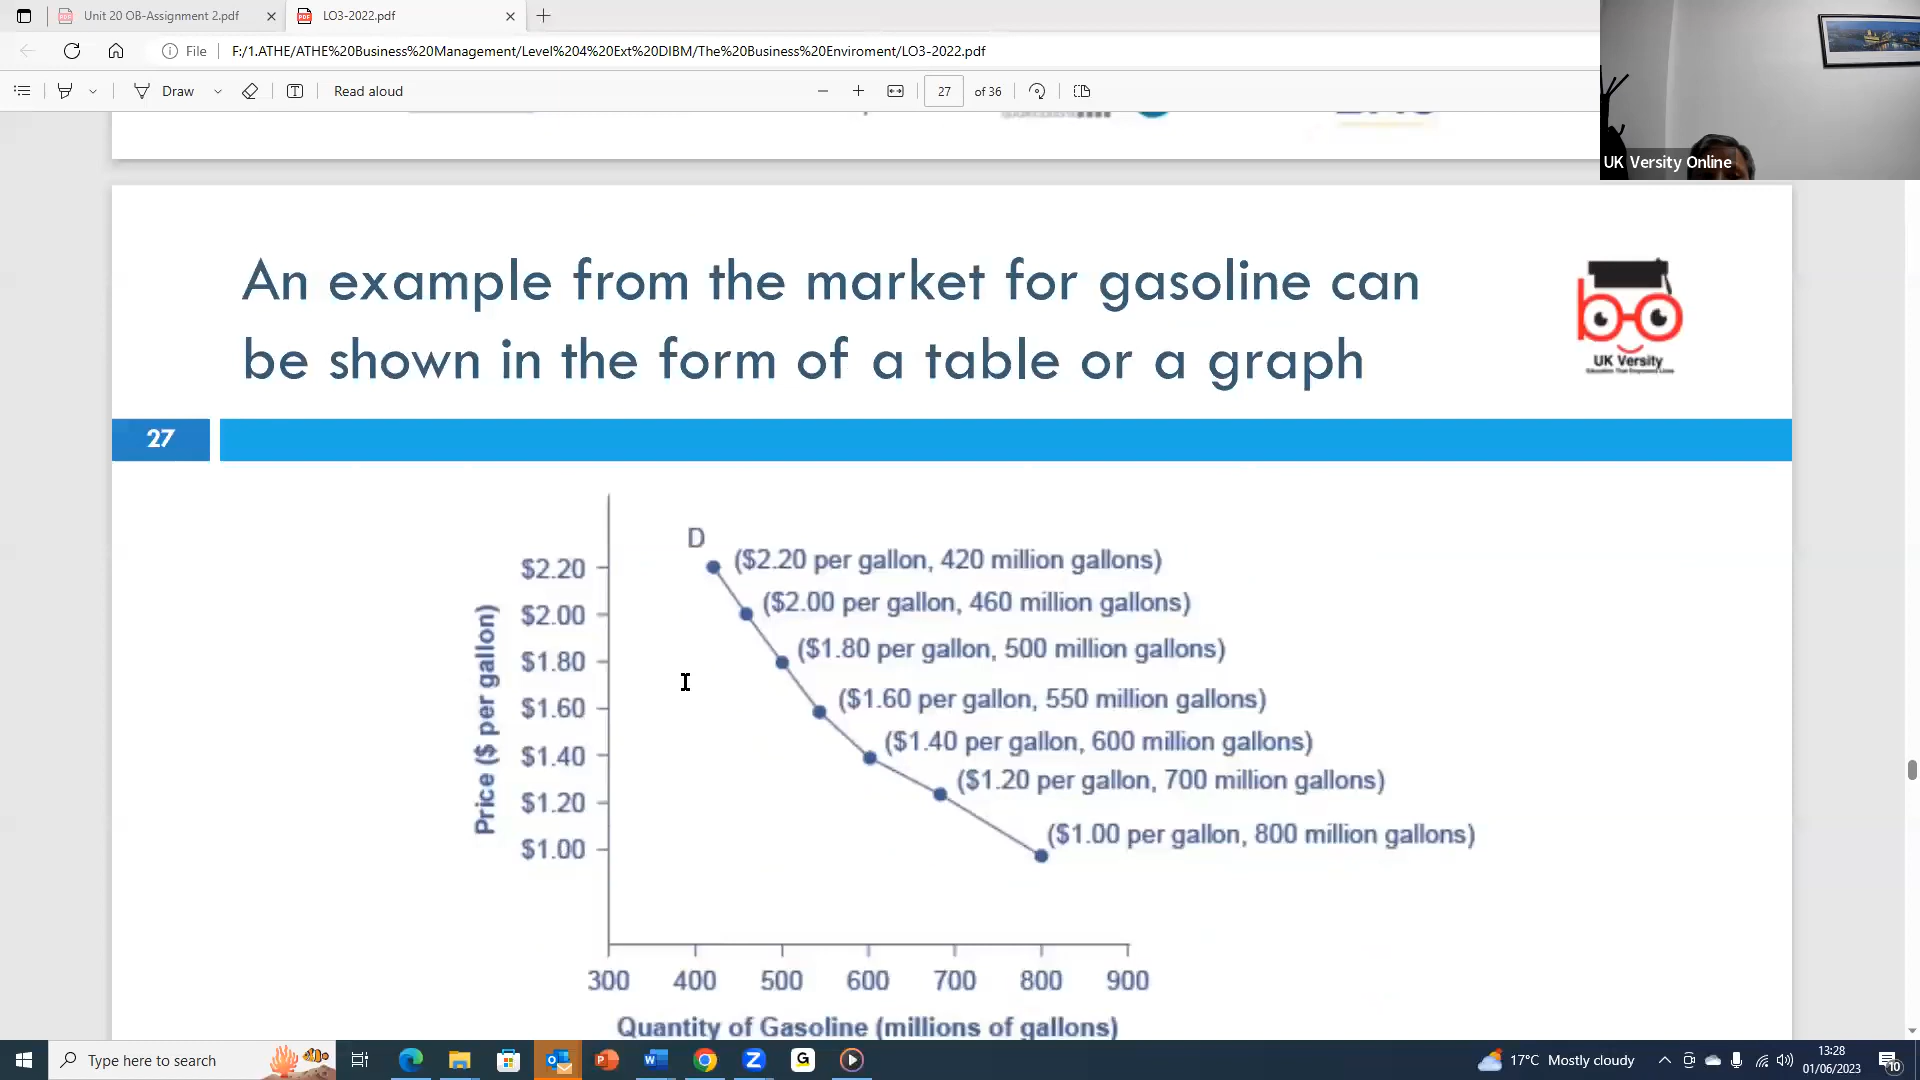 Unit 20 OB-Assignment 2.pdf
LO3-2022.pdf
File
F:/1.ATHE/ATHE%20Business%20Management/Level%204%20Ext%20DIBM/The%20Business%20Enviroment/LO3-2022.pdf
Draw
Read aloud
27 of 36
UK Versity Online
An example from the market for gasoline can
be shown in the form of a table or a graph
UK Versity
27
D
($2.20 per gallon, 420 million gallons)
($2.00 per gallon, 460 million gallons)
($1.80 per gallon, 500 million gallons)
($1.60 per gallon, 550 million gallons)
($1.40 per gallon, 600 million gallons)
($1.20 per gallon, 700 million gallons)
($1.00 per gallon, 800 million gallons)
Price ($ per gallon)
$2.20
$2.00
$1.80
$1.60
$1.40
$1.20
$1.00
300 400 500 600 700 800 900
Quantity of Gasoline (millions of gallons)
Type here to search
17°C Mostly cloudy
13:28
01/06/2023
10